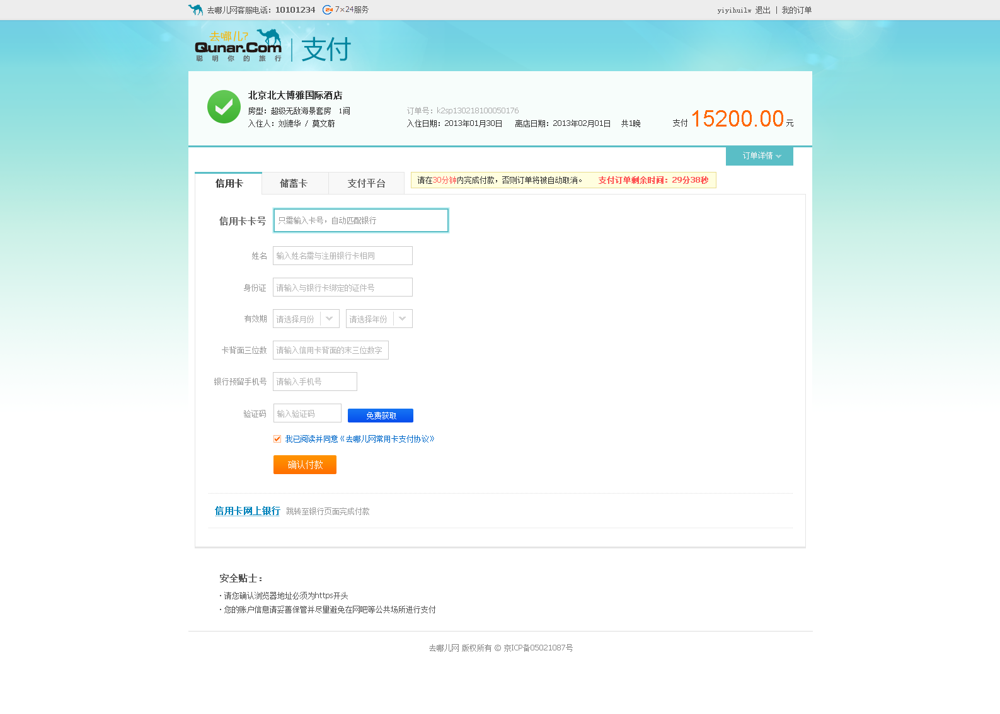 去哪儿网客服电话：10101234 24 7×24服务 yiyihuilw 退出 | 我的订单
去哪儿?
Qunar.Com | 支付
聪明你的旅行
北京北大博雅国际酒店
房型：超级无敌海景套房 1间 订单号：k2sp130218100050176
入住人：刘德华 / 莫文蔚 入住日期：2013年01月30日 离店日期：2013年02月01日 共1晚 支付 15200.00 元
订单详情
信用卡 储蓄卡 支付平台 请在30分钟内完成付款，否则订单将被自动取消。 支付订单剩余时间：29分38秒
信用卡卡号 只需输入卡号，自动匹配银行
姓名 输入姓名需与注册银行卡相同
身份证 请输入与银行卡绑定的证件号
有效期 请选择月份 请选择年份
卡背面三位数 请输入信用卡背面的末三位数字
银行预留手机号 请输入手机号
验证码 输入验证码 免费获取
我已阅读并同意《去哪儿网常用卡支付协议》
确认付款
信用卡网上银行 跳转至银行页面完成付款
安全贴士：
· 请您确认浏览器地址必须为https开头
· 您的账户信息请妥善保管并尽量避免在网吧等公共场所进行支付
去哪儿网 版权所有 © 京ICP备05021087号